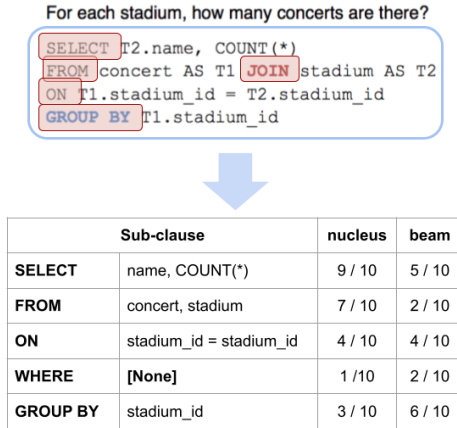 For each stadium, how many concerts are there?
SELECT T2.name, COUNT(*)
FROM concert AS T1 JOIN stadium AS T2
ON T1.stadium_id = T2.stadium_id
GROUP BY T1.stadium_id
Sub-clause nucleus beam
SELECT name, COUNT(*) 9 / 10 5 / 10
FROM concert, stadium 7 / 10 2 / 10
ON stadium_id = stadium_id 4 / 10 4 / 10
WHERE [None] 1 /10 2 / 10
GROUP BY stadium_id 3 / 10 6 / 10